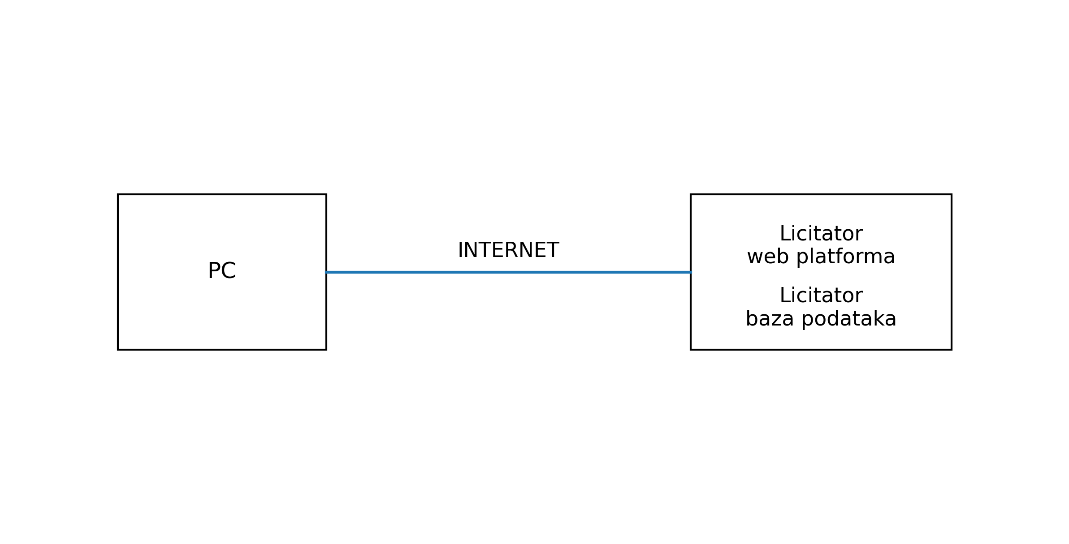 PC
INTERNET
Licitator
web platforma
Licitator
baza podataka